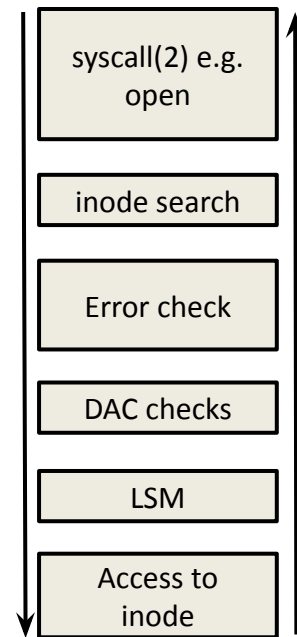 syscall(2) e.g.
open
inode search
Error check
DAC checks
LSM
Access to
inode